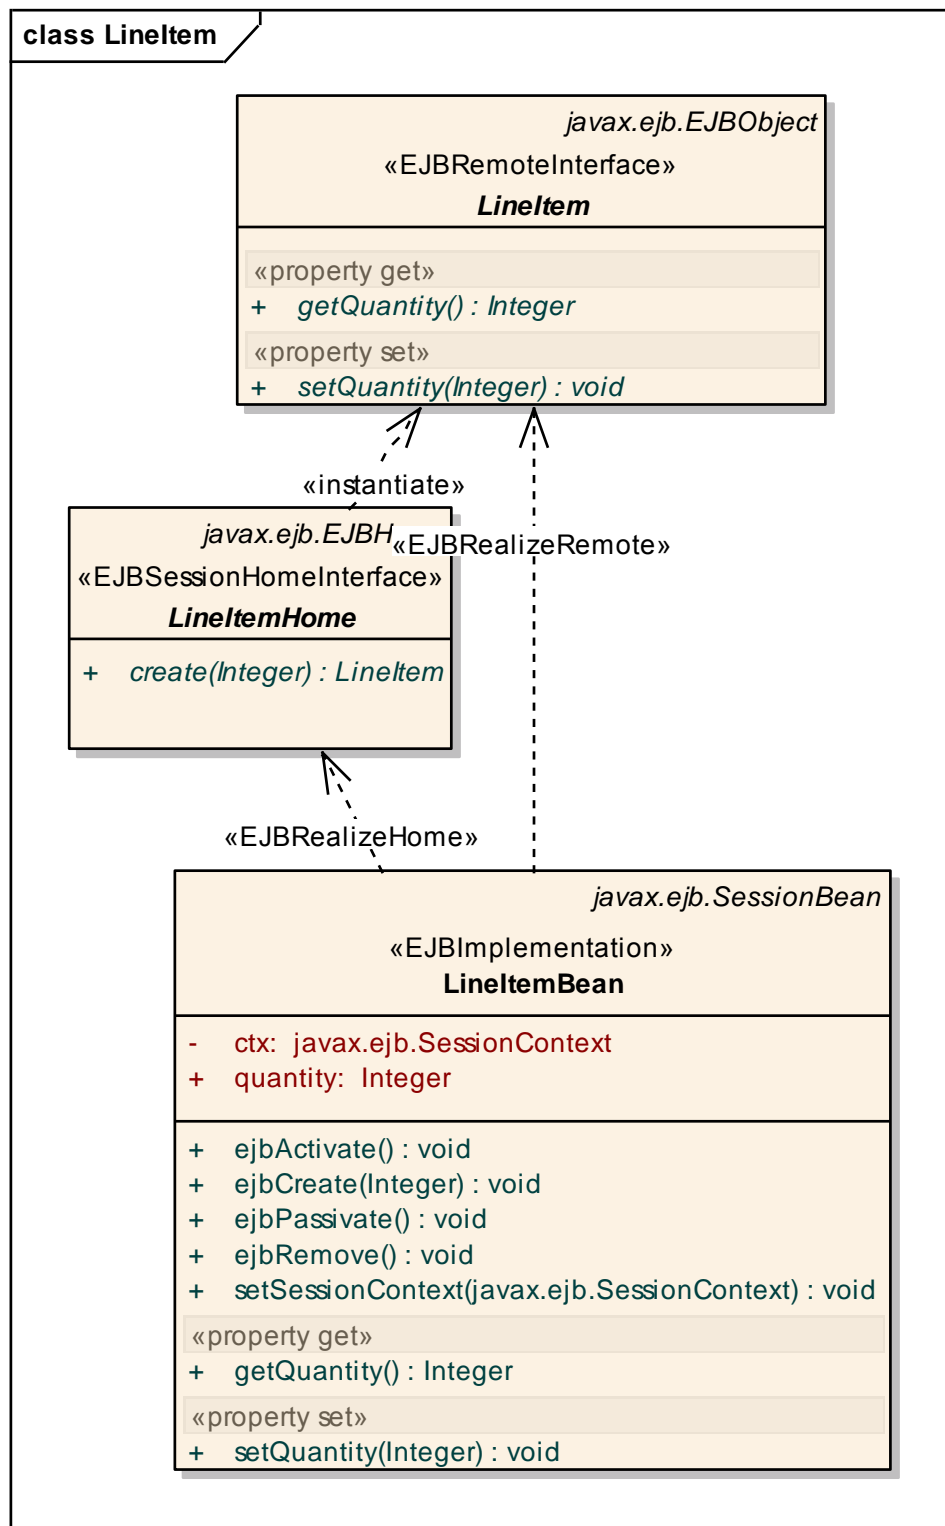 class LineItem
javax.ejb.EJBObject
«EJBRemoteInterface»
LineItem
«property get»
+ getQuantity() : Integer
«property set»
+ setQuantity(Integer) : void
«instantiate»
javax.ejb.EJBH
«EJBRealizeRemote»
«EJBSessionHomeInterface»
LineItemHome
+ create(Integer) : LineItem
«EJBRealizeHome»
javax.ejb.SessionBean
«EJBImplementation»
LineItemBean
- ctx: javax.ejb.SessionContext
+ quantity: Integer
+ ejbActivate() : void
+ ejbCreate(Integer) : void
+ ejbPassivate() : void
+ ejbRemove() : void
+ setSessionContext(javax.ejb.SessionContext) : void
«property get»
+ getQuantity() : Integer
«property set»
+ setQuantity(Integer) : void